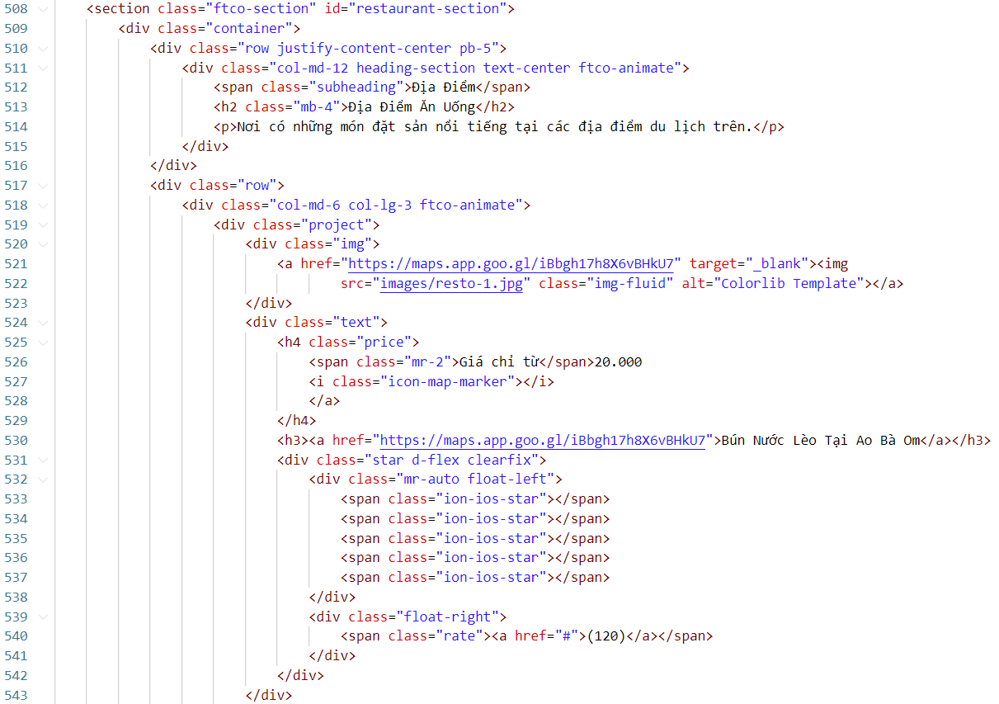 508 <section class="ftco-section" id="restaurant-section">
509 <div class="container">
510 <div class="row justify-content-center pb-5">
511 <div class="col-md-12 heading-section text-center ftco-animate">
512 <span class="subheading">Địa Điểm</span>
513 <h2 class="mb-4">Địa Điểm Ăn Uống</h2>
514 <p>Nơi có những món đặt sản nổi tiếng tại các địa điểm du lịch trên.</p>
515 </div>
516 </div>
517 <div class="row">
518 <div class="col-md-6 col-lg-3 ftco-animate">
519 <div class="project">
520 <div class="img">
521 <a href="https://maps.app.goo.gl/iBbgh17h8X6vBHkU7" target="_blank"><img
522 src="images/resto-1.jpg" class="img-fluid" alt="Colorlib Template"></a>
523 </div>
524 <div class="text">
525 <h4 class="price">
526 <span class="mr-2">Giá chỉ từ</span>20.000
527 <i class="icon-map-marker"></i>
528 </a>
529 </h4>
530 <h3><a href="https://maps.app.goo.gl/iBbgh17h8X6vBHkU7">Bún Nước Lèo Tại Ao Bà Om</a></h3>
531 <div class="star d-flex clearfix">
532 <div class="mr-auto float-left">
533 <span class="ion-ios-star"></span>
534 <span class="ion-ios-star"></span>
535 <span class="ion-ios-star"></span>
536 <span class="ion-ios-star"></span>
537 <span class="ion-ios-star"></span>
538 </div>
539 <div class="float-right">
540 <span class="rate"><a href="#">(120)</a></span>
541 </div>
542 </div>
543 </div>